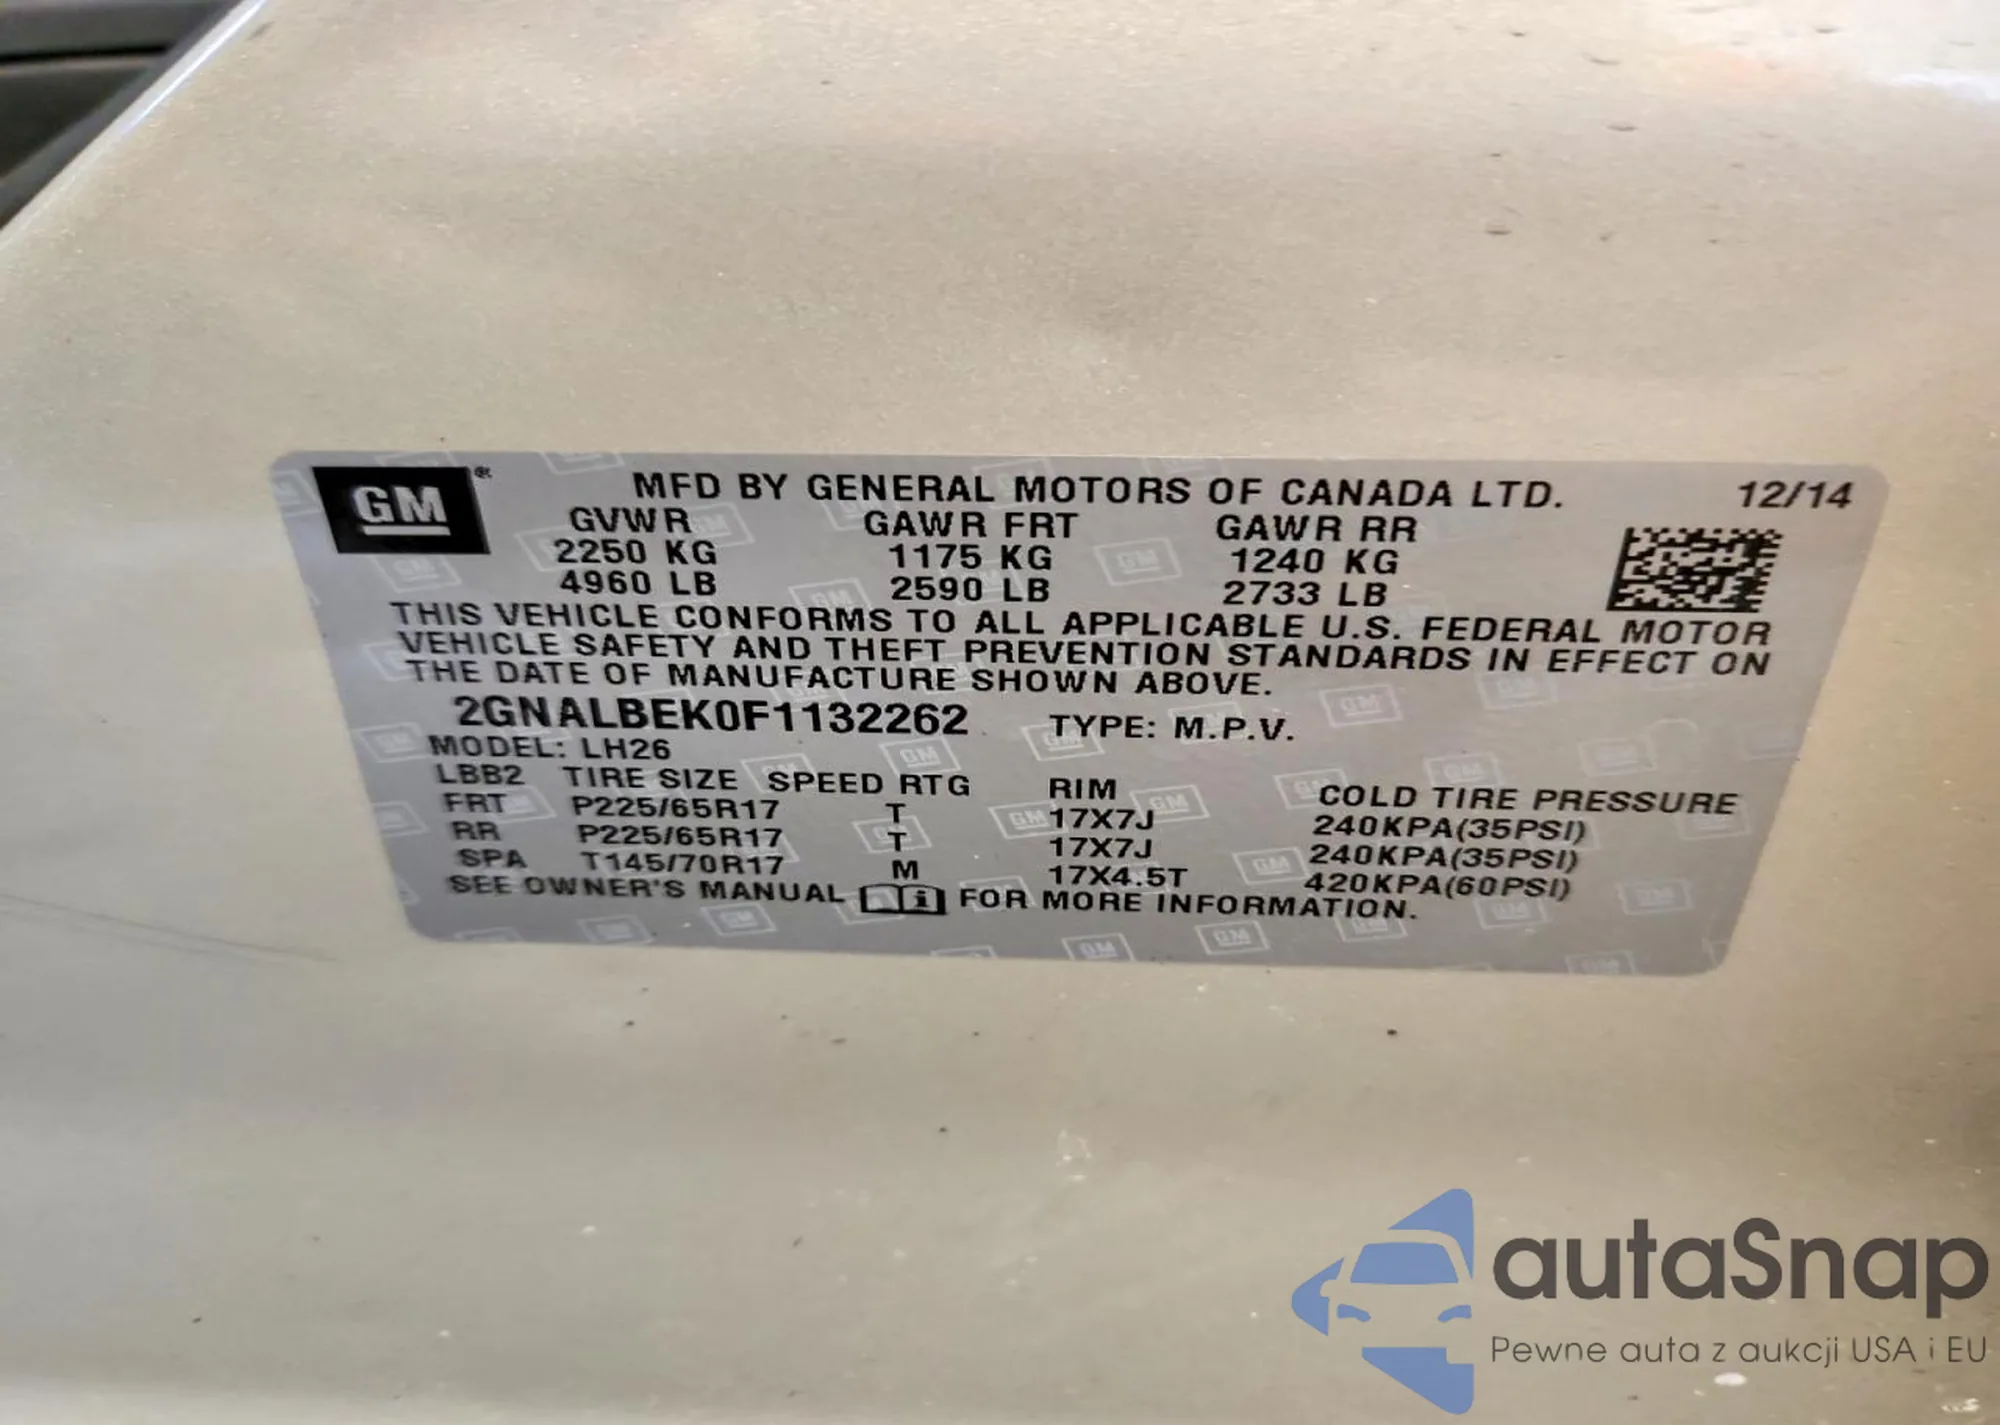 GM® MFD BY GENERAL MOTORS OF CANADA LTD. 12/14
GVWR GAWR FRT GAWR RR
2250 KG 1175 KG 1240 KG
4960 LB 2590 LB 2733 LB
THIS VEHICLE CONFORMS TO ALL APPLICABLE U.S. FEDERAL MOTOR
VEHICLE SAFETY AND THEFT PREVENTION STANDARDS IN EFFECT ON
THE DATE OF MANUFACTURE SHOWN ABOVE.
2GNALBEK0F1132262 TYPE: M.P.V.
MODEL: LH26
LBB2 TIRE SIZE SPEED RTG RIM COLD TIRE PRESSURE
FRT P225/65R17 T 17X7J 240KPA(35PSI)
RR P225/65R17 T 17X7J 240KPA(35PSI)
SPA T145/70R17 M 17X4.5T 420KPA(60PSI)
SEE OWNER'S MANUAL i FOR MORE INFORMATION.
autaSnap
Pewne auta z aukcji USA i EU